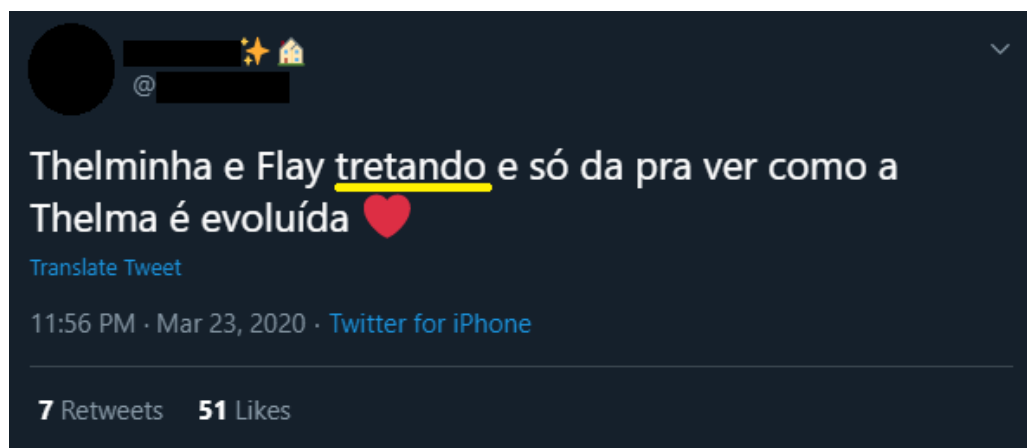 @
Thelminha e Flay tretando e só da pra ver como a
Thelma é evoluída ❤️
Translate Tweet
11:56 PM · Mar 23, 2020 · Twitter for iPhone
7 Retweets 51 Likes